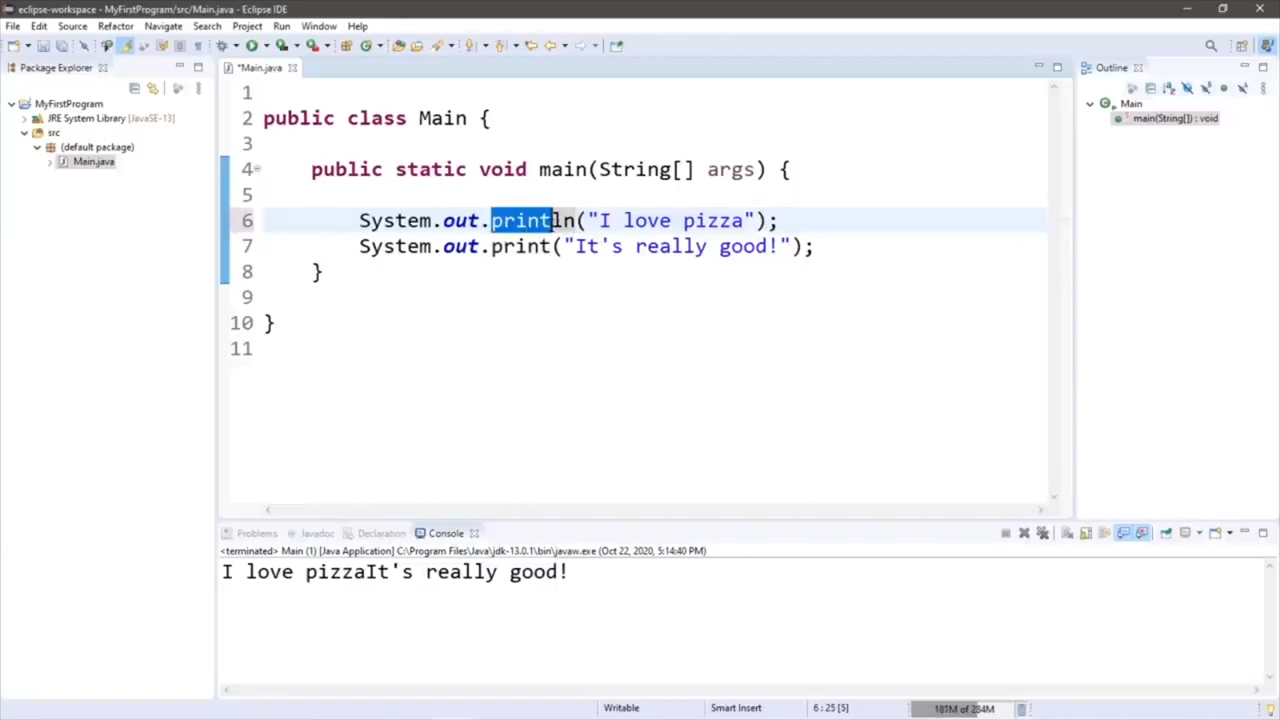 eclipse-workspace - MyFirstProgram/src/Main.java - Eclipse IDE
File Edit Source Refactor Navigate Search Project Run Window Help
Package Explorer
*Main.java
Outline
MyFirstProgram
JRE System Library [JavaSE-13]
src
(default package)
Main.java
Main
main(String[]) : void
1
2 public class Main {
3
4 public static void main(String[] args) {
5
6 System.out.println("I love pizza");
7 System.out.print("It's really good!");
8 }
9
10 }
11
Problems Javadoc Declaration Console
<terminated> Main (1) [Java Application] C:\Program Files\Java\jdk-13.0.1\bin\javaw.exe (Oct 22, 2020, 5:14:40 PM)
I love pizzaIt's really good!
Writable Smart Insert 6 : 25 [5] 181M of 284M